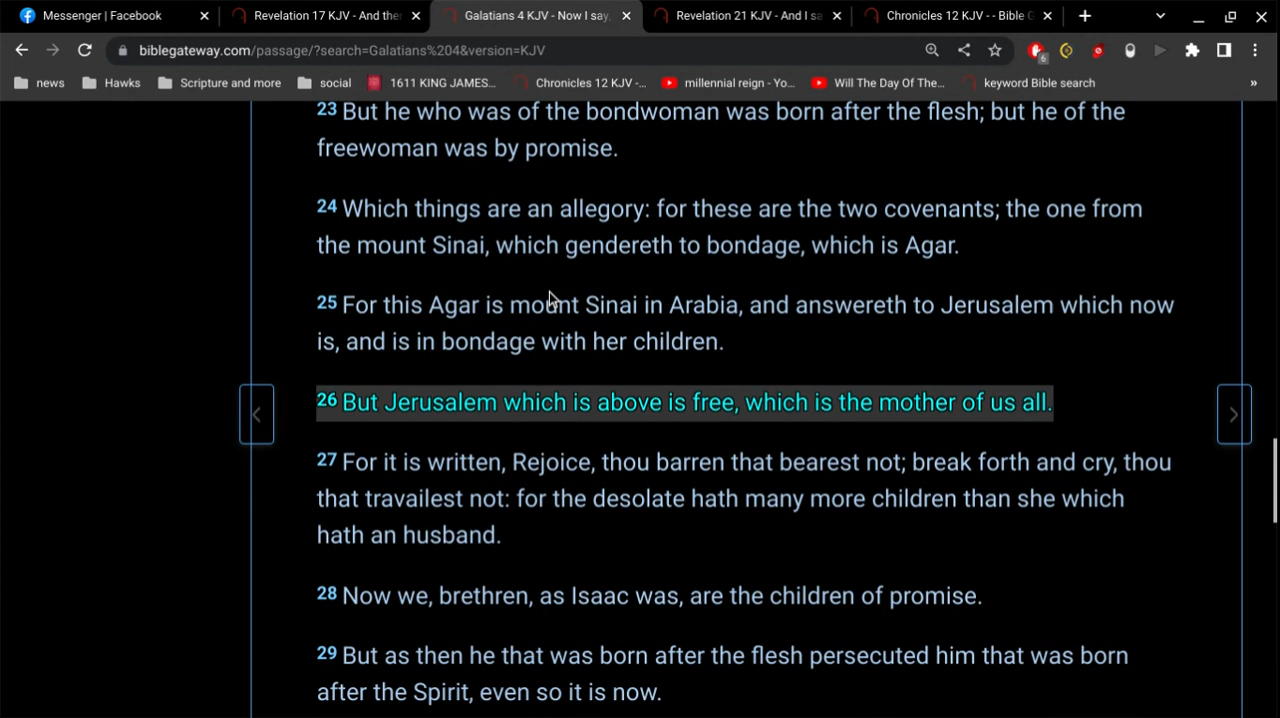 Messenger | Facebook
Revelation 17 KJV - And ther
Galatians 4 KJV - Now I say,
Revelation 21 KJV - And I sa
Chronicles 12 KJV - - Bible G
biblegateway.com/passage/?search=Galatians%204&version=KJV
6
news
Hawks
Scripture and more
social
1611 KING JAMES...
Chronicles 12 KJV -...
millennial reign - Yo...
Will The Day Of The...
keyword Bible search
»
23 But he who was of the bondwoman was born after the flesh; but he of the
freewoman was by promise.
24 Which things are an allegory: for these are the two covenants; the one from
the mount Sinai, which gendereth to bondage, which is Agar.
25 For this Agar is mount Sinai in Arabia, and answereth to Jerusalem which now
is, and is in bondage with her children.
26 But Jerusalem which is above is free, which is the mother of us all.
27 For it is written, Rejoice, thou barren that bearest not; break forth and cry, thou
that travailest not: for the desolate hath many more children than she which
hath an husband.
28 Now we, brethren, as Isaac was, are the children of promise.
29 But as then he that was born after the flesh persecuted him that was born
after the Spirit, even so it is now.